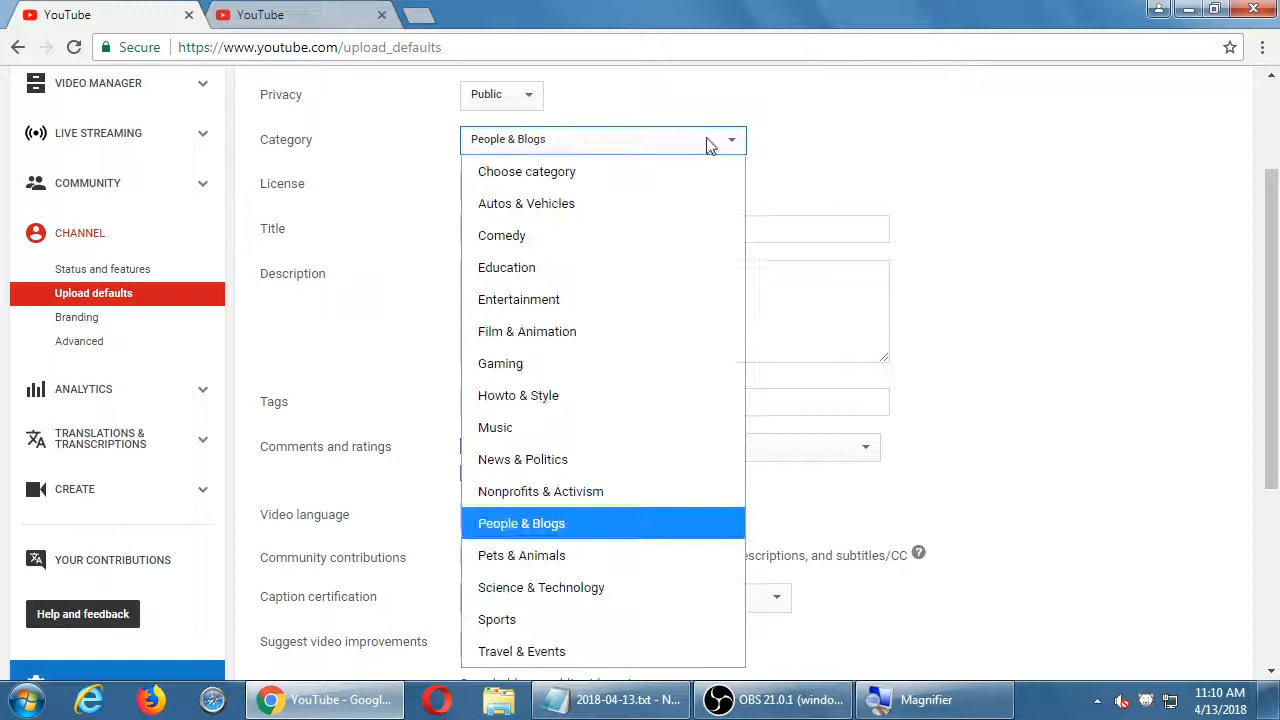 YouTube
YouTube
Secure
https://www.youtube.com/upload_defaults
VIDEO MANAGER
LIVE STREAMING
COMMUNITY
CHANNEL
Status and features
Upload defaults
Branding
Advanced
ANALYTICS
TRANSLATIONS &
TRANSCRIPTIONS
CREATE
YOUR CONTRIBUTIONS
Help and feedback
Privacy
Public
Category
People & Blogs
License
Title
Description
Tags
Comments and ratings
Video language
Community contributions
Caption certification
Suggest video improvements
Choose category
Autos & Vehicles
Comedy
Education
Entertainment
Film & Animation
Gaming
Howto & Style
Music
News & Politics
Nonprofits & Activism
People & Blogs
Pets & Animals
Science & Technology
Sports
Travel & Events
escriptions, and subtitles/CC
?
YouTube - Googl...
2018-04-13.txt - N...
OBS 21.0.1 (windo...
Magnifier
11:10 AM
4/13/2018